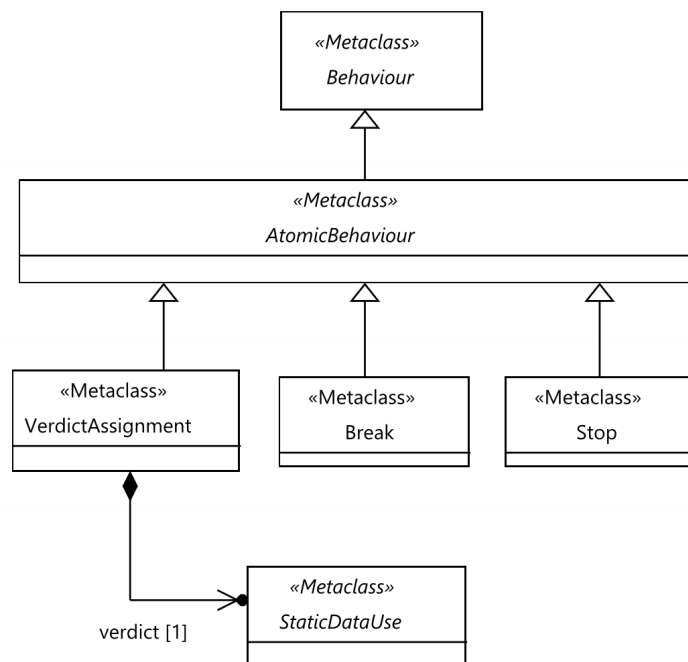 «Metaclass»
Behaviour
«Metaclass»
AtomicBehaviour
«Metaclass»
VerdictAssignment
«Metaclass»
Break
«Metaclass»
Stop
«Metaclass»
StaticDataUse
verdict [1]